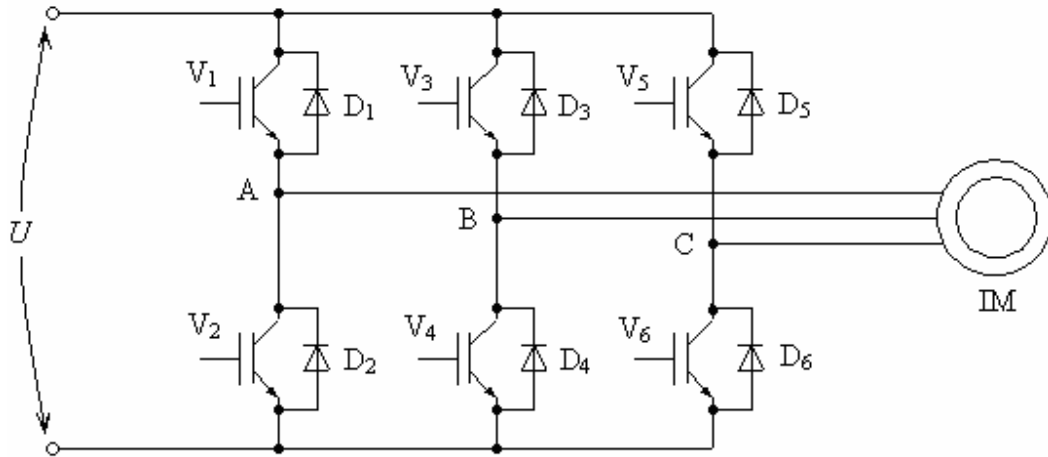 V₁ D₁ V₃ D₃ V₅ D₅
A
B
C
U
IM
V₂ D₂ V₄ D₄ V₆ D₆